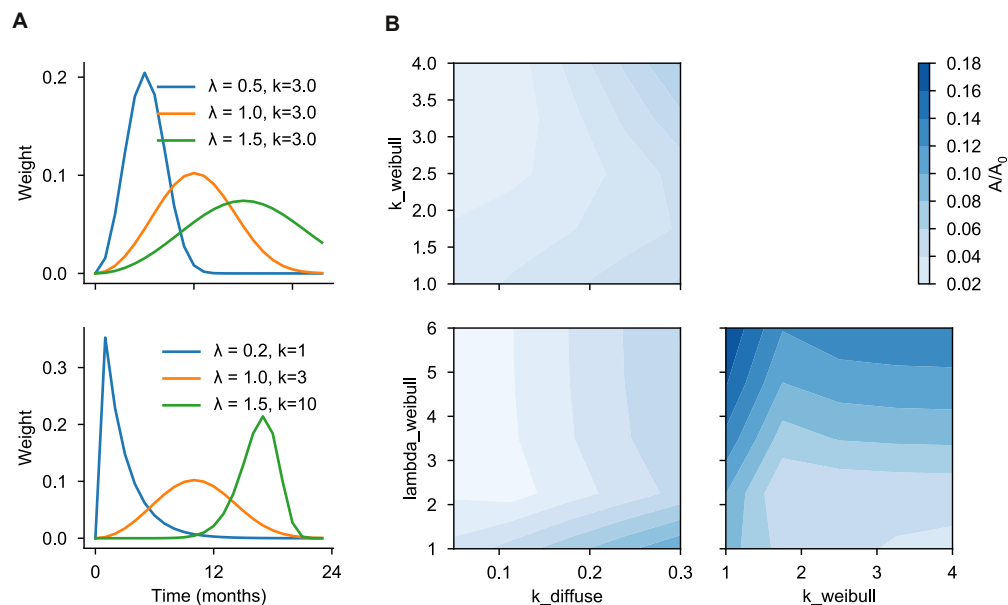 A
B
0.2
0.1
0.0
Weight
λ = 0.5, k=3.0
λ = 1.0, k=3.0
λ = 1.5, k=3.0
4.0
3.5
3.0
2.5
2.0
1.5
1.0
k_weibull
0.18
0.16
0.14
0.12
0.10
0.08
0.06
0.04
0.02
A/A0
0.3
0.2
0.1
0.0
Weight
λ = 0.2, k=1
λ = 1.0, k=3
λ = 1.5, k=10
0 12 24
Time (months)
6
5
4
3
2
1
lambda_weibull
0.1 0.2 0.3
k_diffuse
1 2 3 4
k_weibull